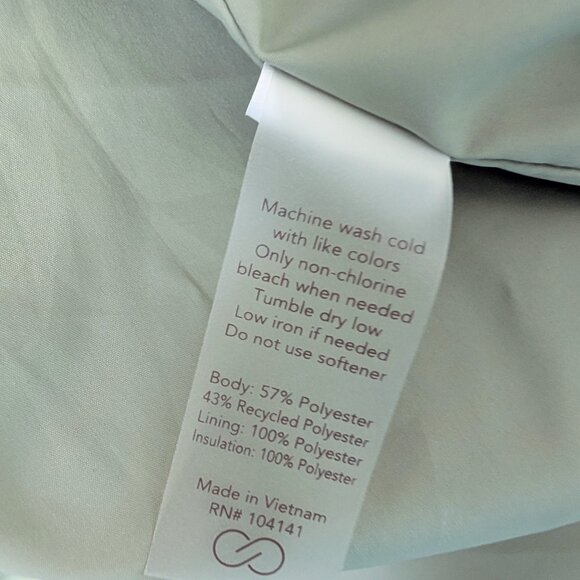 Machine wash cold
with like colors
Only non-chlorine
bleach when needed
Tumble dry low
Low iron if needed
Do not use softener
Body: 57% Polyester
43% Recycled Polyester
Lining: 100% Polyester
Insulation: 100% Polyester
Made in Vietnam
RN# 104141